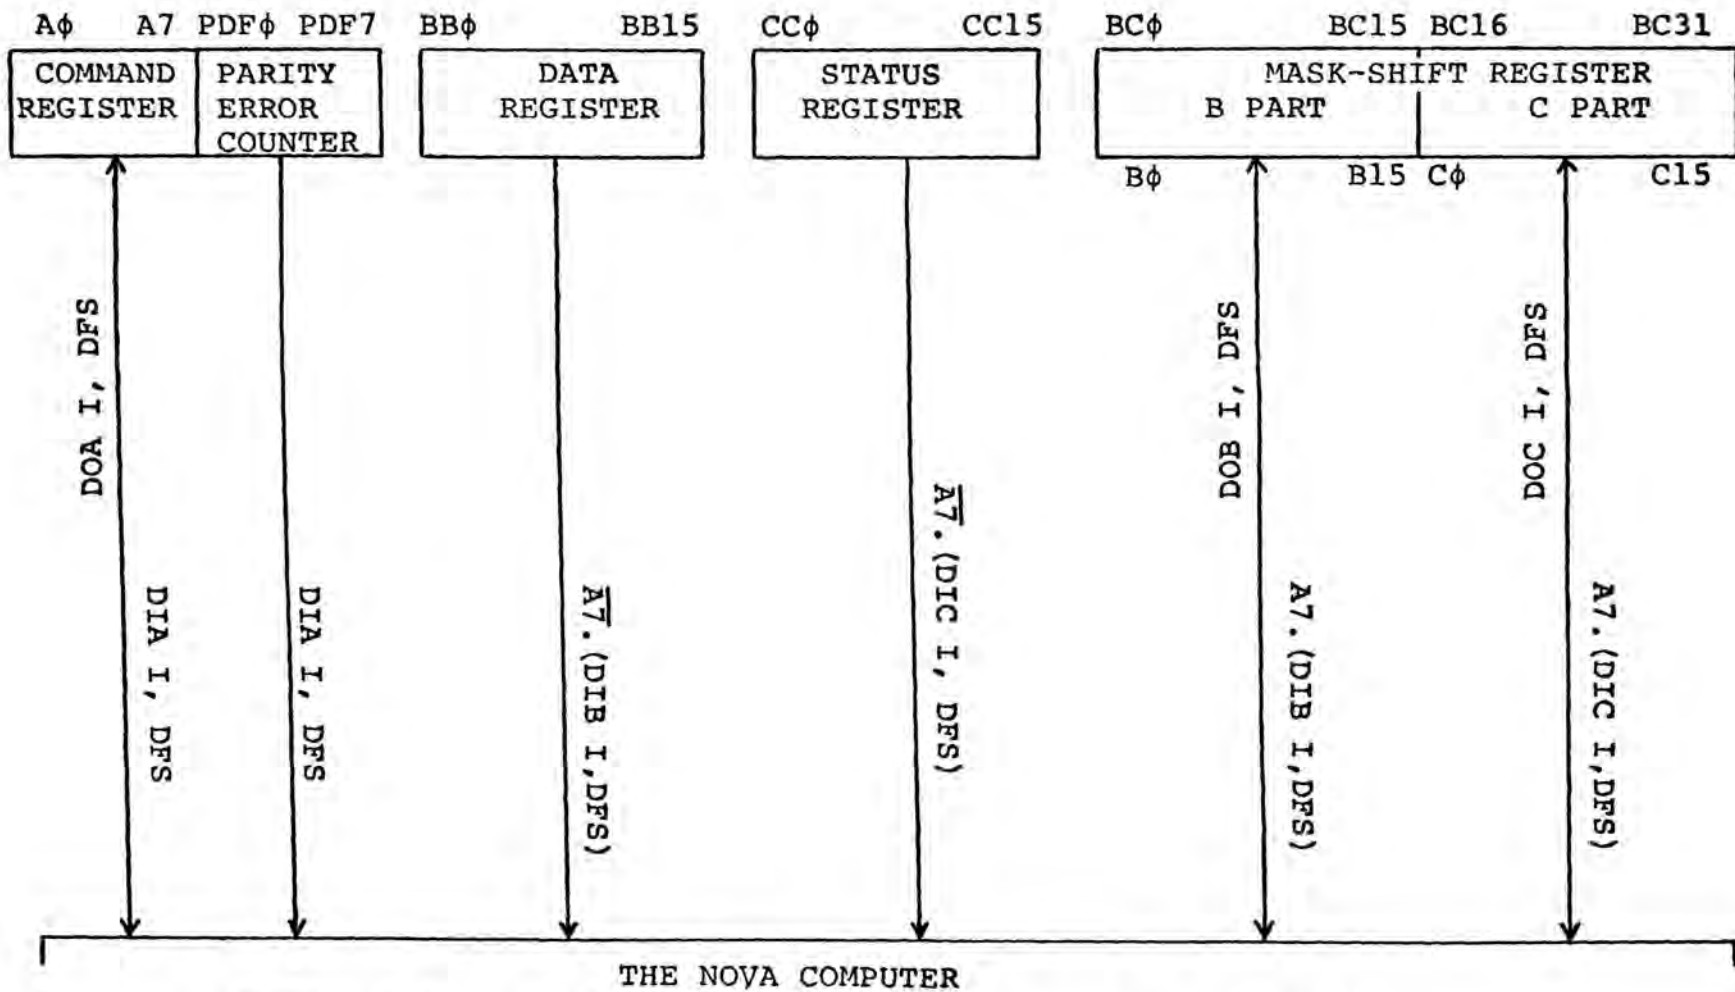 Aϕ A7 PDFϕ PDF7 BBϕ BB15 CCϕ CC15 BCϕ BC15 BC16 BC31
COMMAND REGISTER
PARITY ERROR COUNTER
DATA REGISTER
STATUS REGISTER
MASK-SHIFT REGISTER
B PART C PART
Bϕ B15 Cϕ C15
DOA I, DFS
DIA I, DFS
DIA I, DFS
A̅7̅.(DIB I,DFS)
A̅7̅.(DIC I, DFS)
DOB I, DFS
A7.(DIB I,DFS)
DOC I, DFS
A7.(DIC I,DFS)
THE NOVA COMPUTER